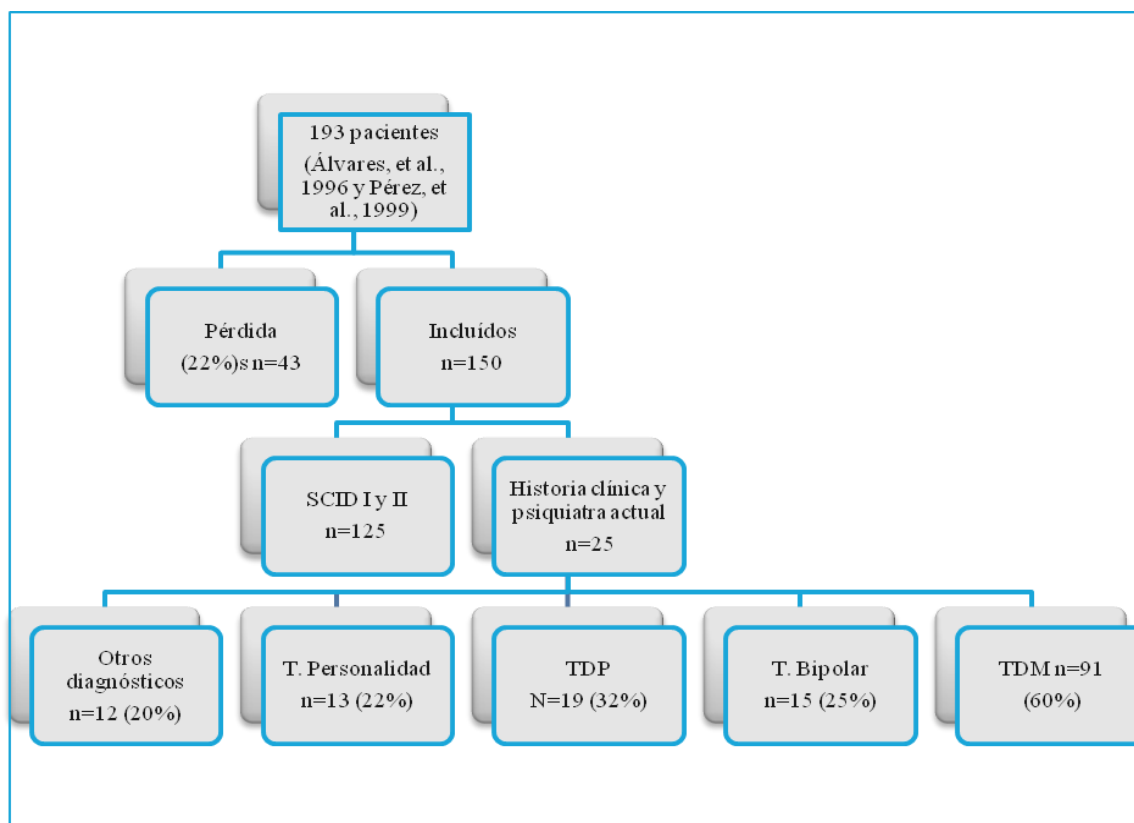 193 pacientes
(Álvares, et al.,
1996 y Pérez, et
al., 1999)
Pérdida
(22%)s n=43
Incluídos
n=150
SCID I y II
n=125
Historia clínica y
psiquiatra actual
n=25
Otros
diagnósticos
n=12 (20%)
T. Personalidad
n=13 (22%)
TDP
N=19 (32%)
T. Bipolar
n=15 (25%)
TDM n=91
(60%)